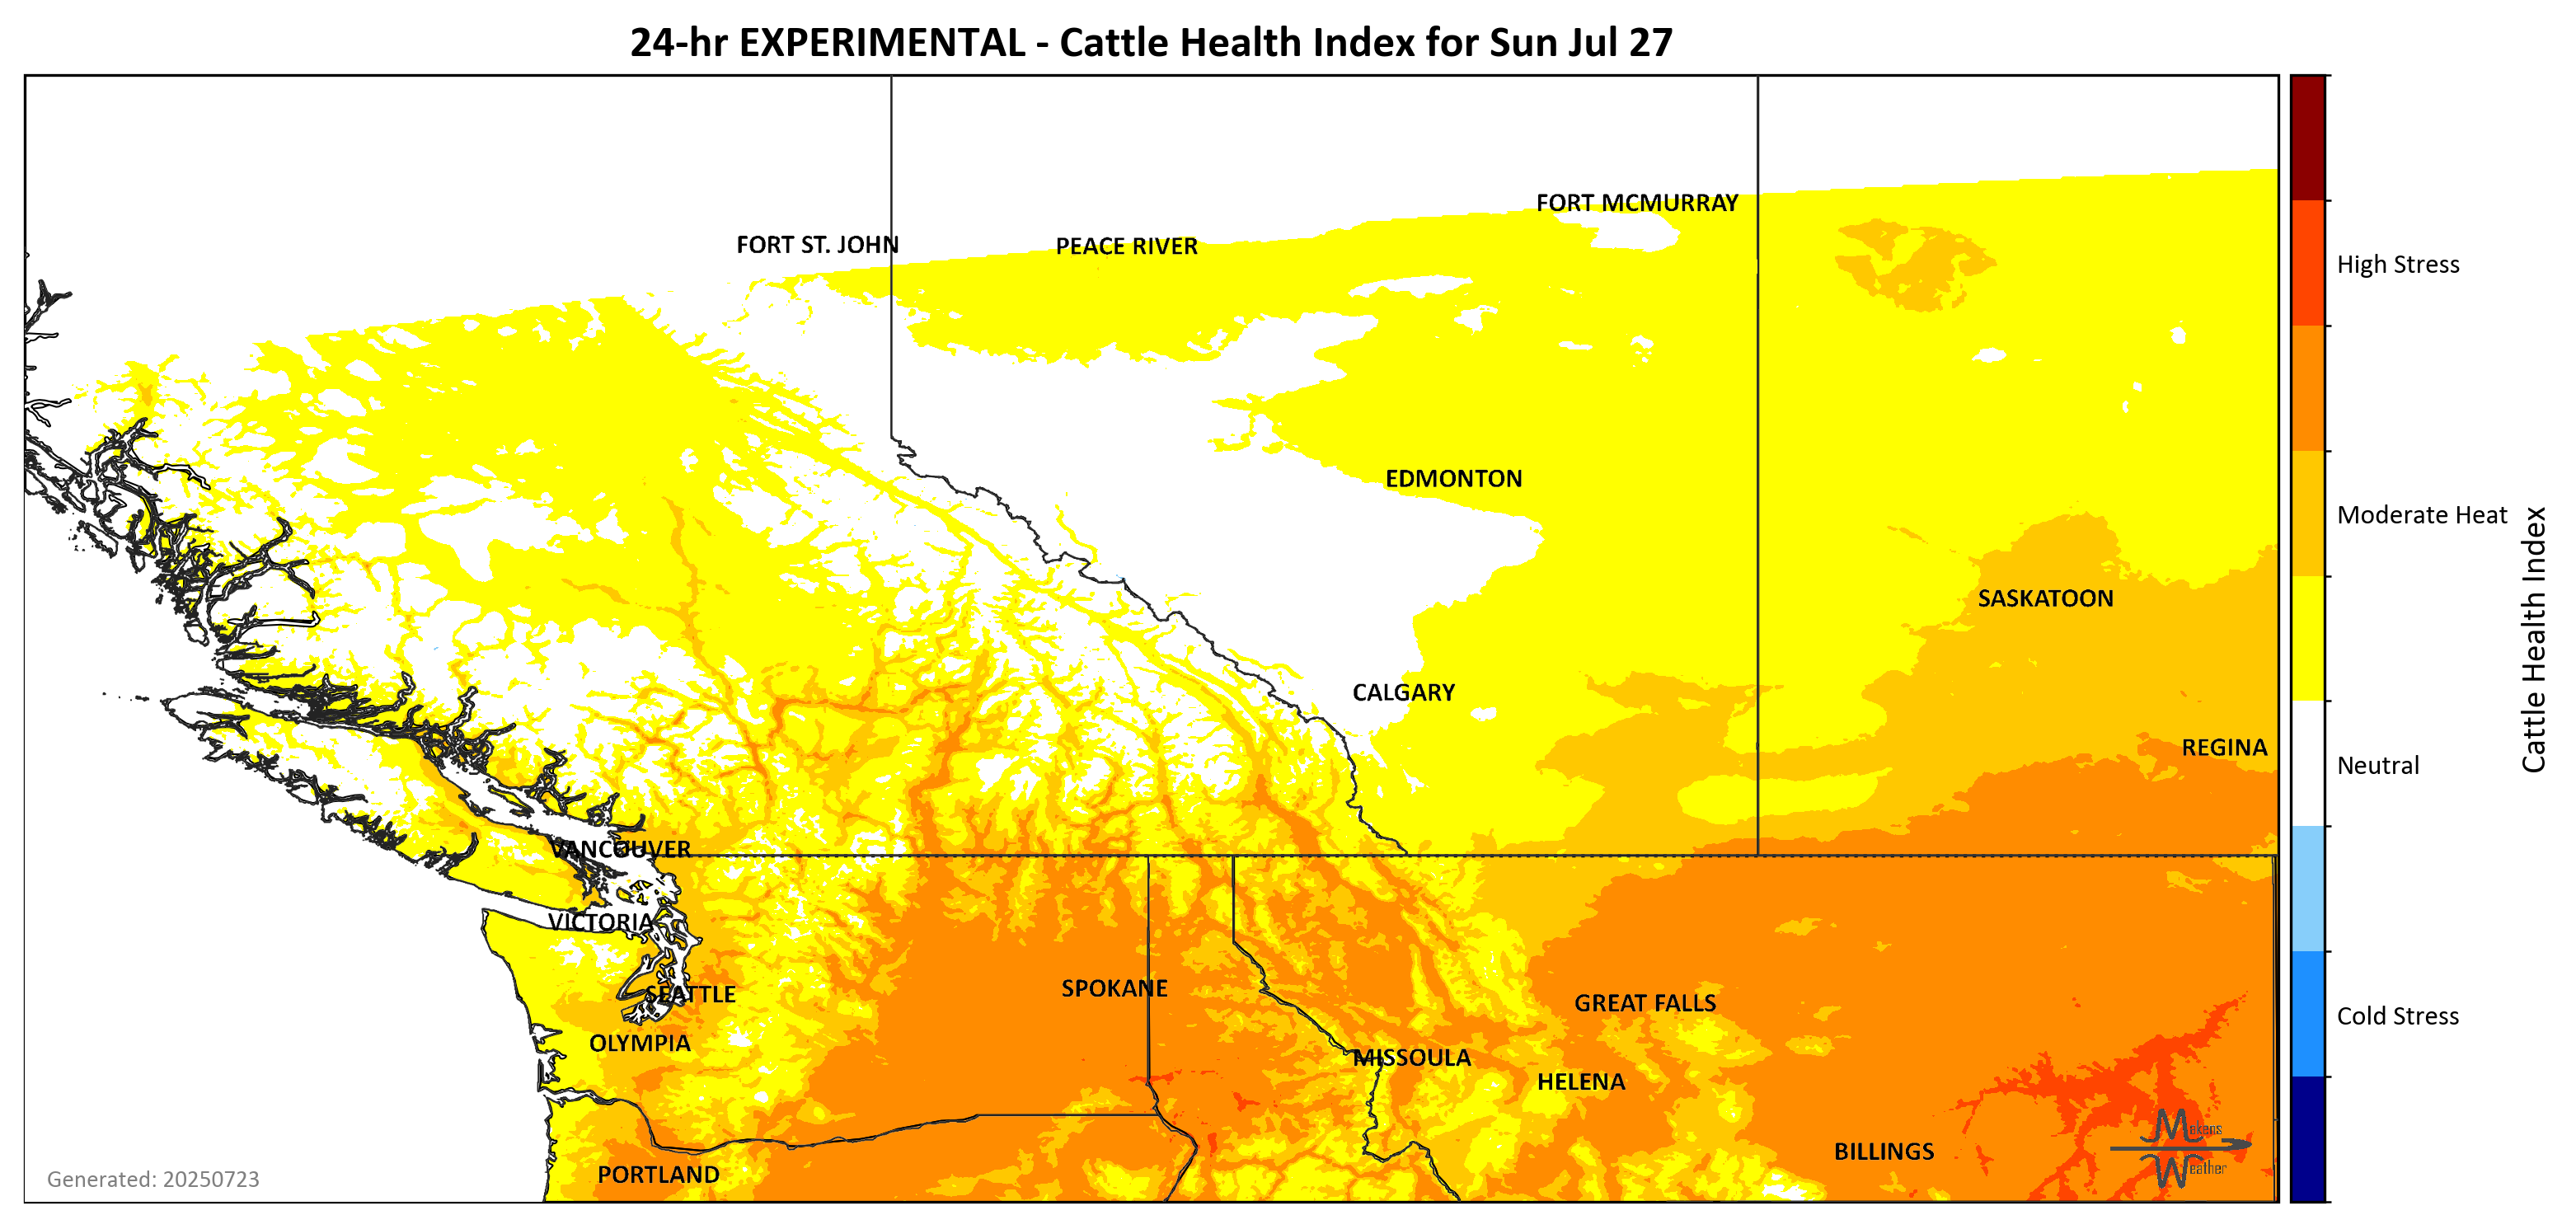 24-hr EXPERIMENTAL - Cattle Health Index for Sun Jul 27
FORT MCMURRAY
FORT ST. JOHN
PEACE RIVER
High Stress
EDMONTON
Moderate Heat
SASKATOON
Cattle Health Index
CALGARY
REGINA
Neutral
VANCOUVER
VICTORIA
SPOKANE
SEATTLE
GREAT FALLS
Cold Stress
OLYMPIA
MISSOULA
HELENA
Makens
BILLINGS
Weather
PORTLAND
Generated: 20250723